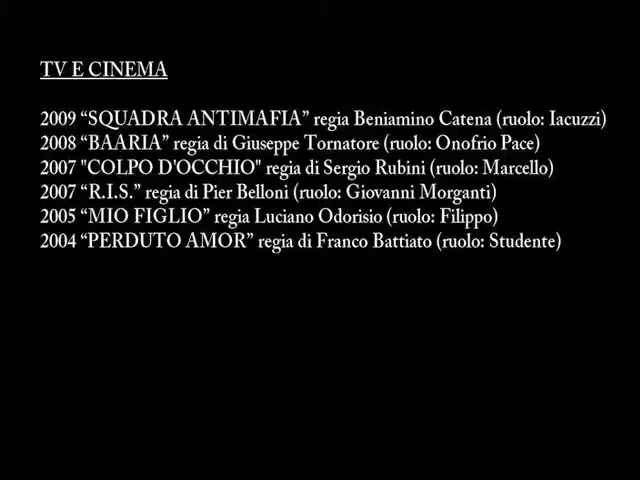 TV E CINEMA
2009 “SQUADRA ANTIMAFIA” regia Beniamino Catena (ruolo: Iacuzzi)
2008 “BAARIA” regia di Giuseppe Tornatore (ruolo: Onofrio Pace)
2007 "COLPO D'OCCHIO" regia di Sergio Rubini (ruolo: Marcello)
2007 “R.I.S.” regia di Pier Belloni (ruolo: Giovanni Morganti)
2005 “MIO FIGLIO” regia Luciano Odorisio (ruolo: Filippo)
2004 “PERDUTO AMOR” regia di Franco Battiato (ruolo: Studente)